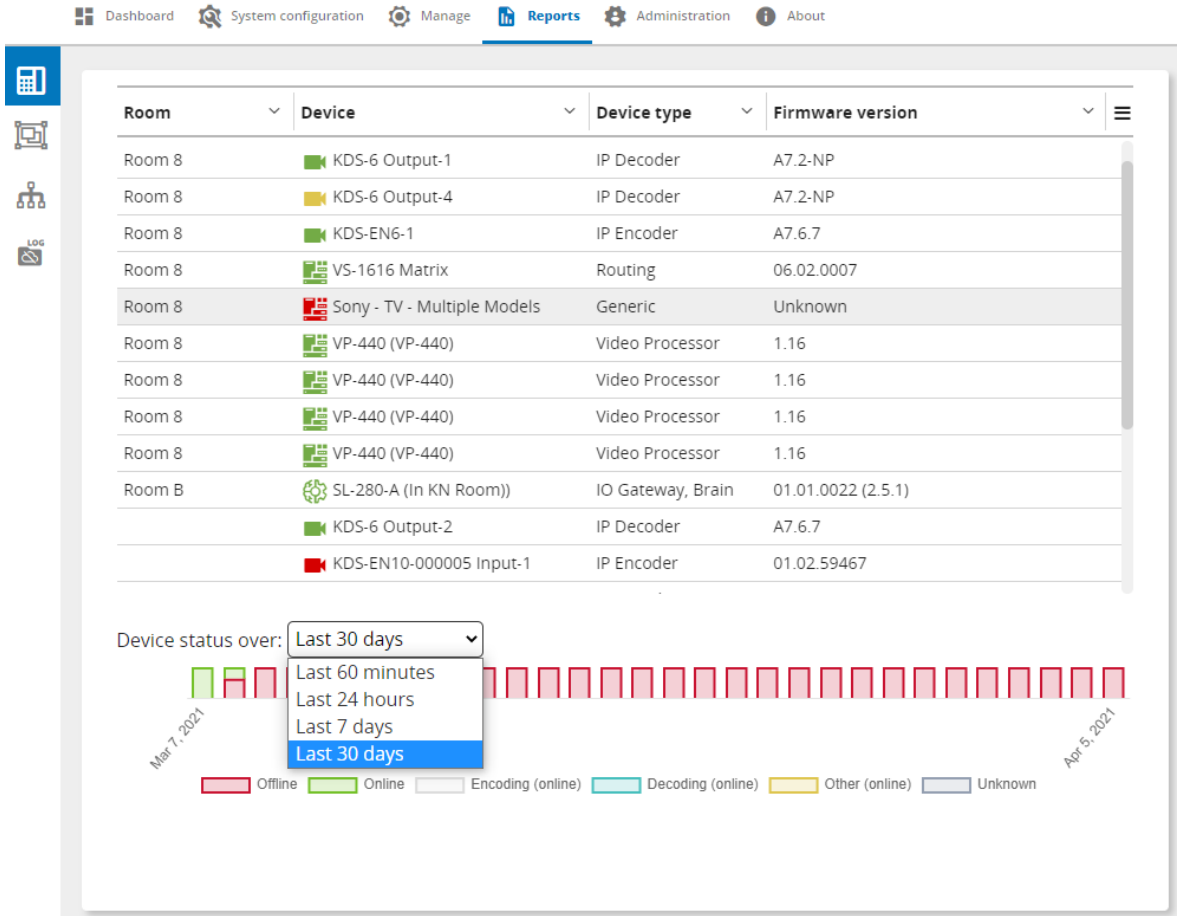 Dashboard System configuration Manage Reports Administration About
Room Device Device type Firmware version
Room 8 KDS-6 Output-1 IP Decoder A7.2-NP
Room 8 KDS-6 Output-4 IP Decoder A7.2-NP
Room 8 KDS-EN6-1 IP Encoder A7.6.7
LOG
Room 8 VS-1616 Matrix Routing 06.02.0007
Room 8 Sony - TV - Multiple Models Generic Unknown
Room 8 VP-440 (VP-440) Video Processor 1.16
Room 8 VP-440 (VP-440) Video Processor 1.16
Room 8 VP-440 (VP-440) Video Processor 1.16
Room 8 VP-440 (VP-440) Video Processor 1.16
Room B SL-280-A (In KN Room)) IO Gateway, Brain 01.01.0022 (2.5.1)
KDS-6 Output-2 IP Decoder A7.6.7
KDS-EN10-000005 Input-1 IP Encoder 01.02.59467
Device status over: Last 30 days
Last 60 minutes
Last 24 hours
Last 7 days
Last 30 days
Mar 7, 2021 Apr 5, 2021
Offline Online Encoding (online) Decoding (online) Other (online) Unknown